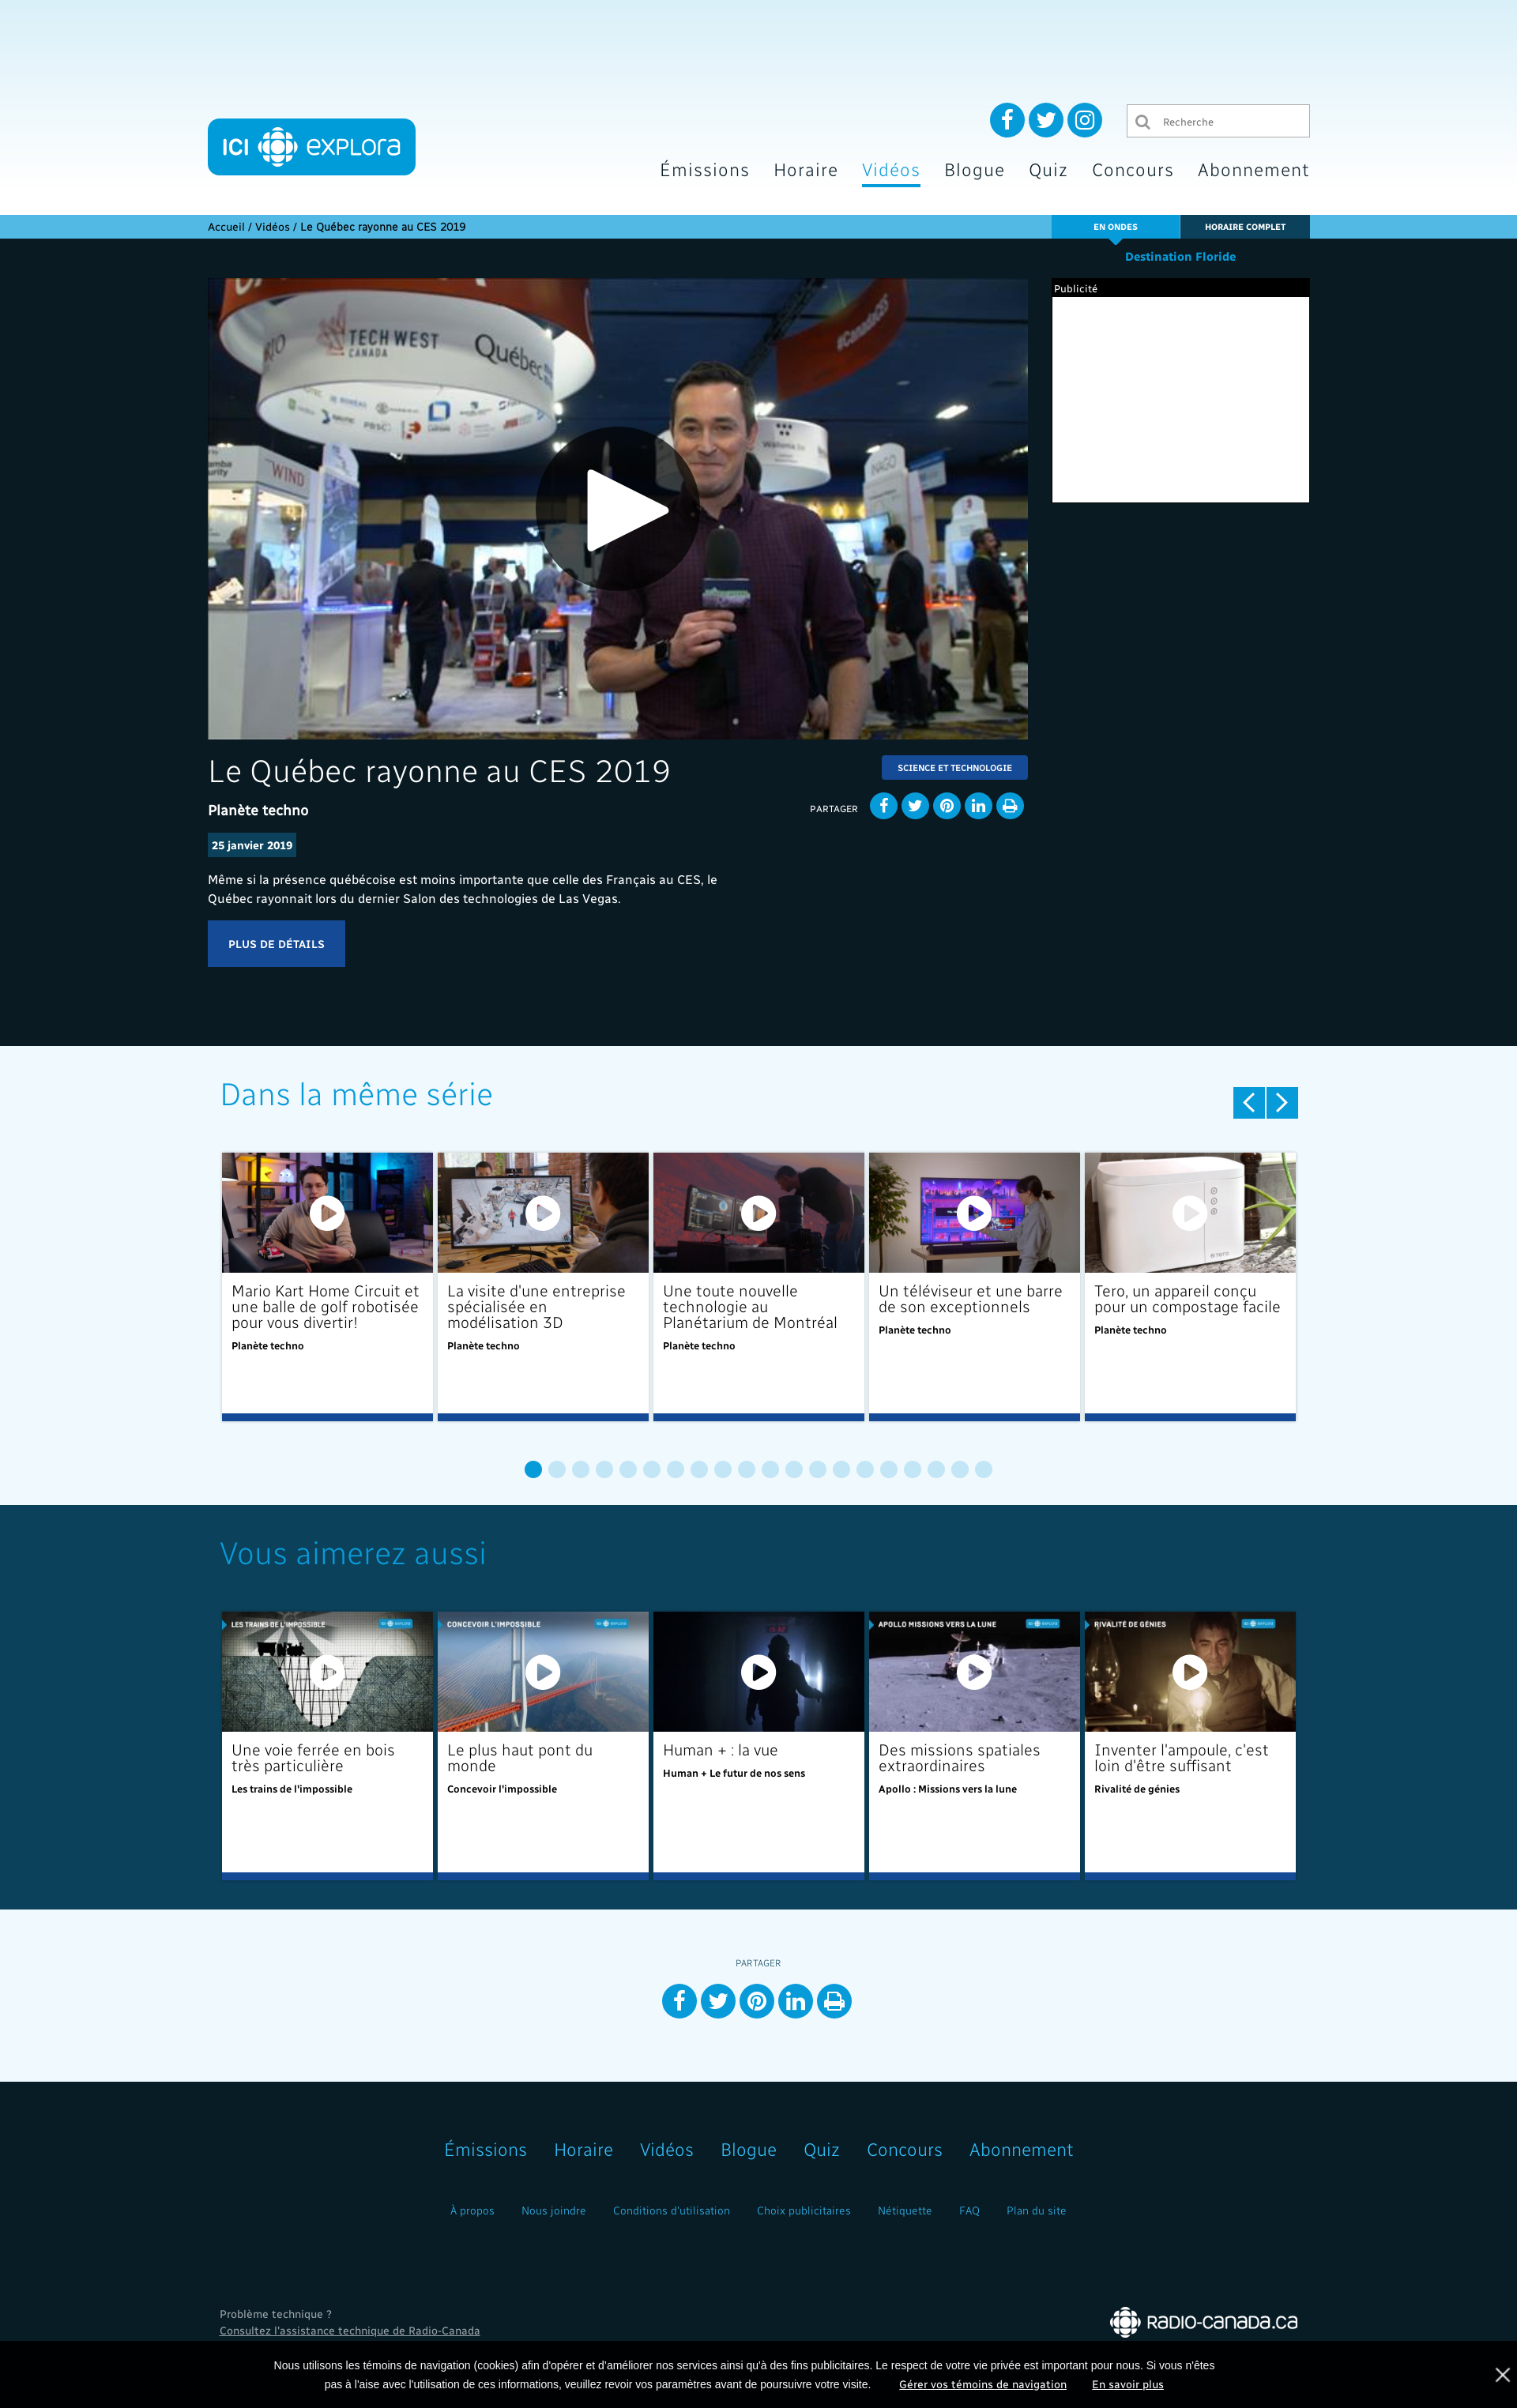 ICI explora
Recherche
Émissions Horaire Vidéos Blogue Quiz Concours Abonnement
Accueil / Vidéos / Le Québec rayonne au CES 2019
EN ONDES
HORAIRE COMPLET
Destination Floride
Publicité
TECH WEST
CANADA
Québec
#CanadaCES
WIND
Le Québec rayonne au CES 2019
SCIENCE ET TECHNOLOGIE
Planète techno
PARTAGER
25 janvier 2019
Même si la présence québécoise est moins importante que celle des Français au CES, le
Québec rayonnait lors du dernier Salon des technologies de Las Vegas.
PLUS DE DÉTAILS
Dans la même série
Mario Kart Home Circuit et
une balle de golf robotisée
pour vous divertir!
Planète techno
La visite d'une entreprise
spécialisée en
modélisation 3D
Planète techno
Une toute nouvelle
technologie au
Planétarium de Montréal
Planète techno
Un téléviseur et une barre
de son exceptionnels
Planète techno
tero
Tero, un appareil conçu
pour un compostage facile
Planète techno
Vous aimerez aussi
LES TRAINS DE L'IMPOSSIBLE
Une voie ferrée en bois
très particulière
Les trains de l'impossible
CONCEVOIR L'IMPOSSIBLE
Le plus haut pont du
monde
Concevoir l'impossible
Human + : la vue
Human + Le futur de nos sens
APOLLO MISSIONS VERS LA LUNE
Des missions spatiales
extraordinaires
Apollo : Missions vers la lune
RIVALITÉ DE GÉNIES
Inventer l'ampoule, c'est
loin d'être suffisant
Rivalité de génies
PARTAGER
Émissions Horaire Vidéos Blogue Quiz Concours Abonnement
À propos Nous joindre Conditions d'utilisation Choix publicitaires Nétiquette FAQ Plan du site
Problème technique ?
Consultez l'assistance technique de Radio-Canada
RADIO-CANADA.CA
Nous utilisons les témoins de navigation (cookies) afin d'opérer et d'améliorer nos services ainsi qu'à des fins publicitaires. Le respect de votre vie privée est important pour nous. Si vous n'êtes
pas à l'aise avec l'utilisation de ces informations, veuillez revoir vos paramètres avant de poursuivre votre visite. Gérer vos témoins de navigation En savoir plus